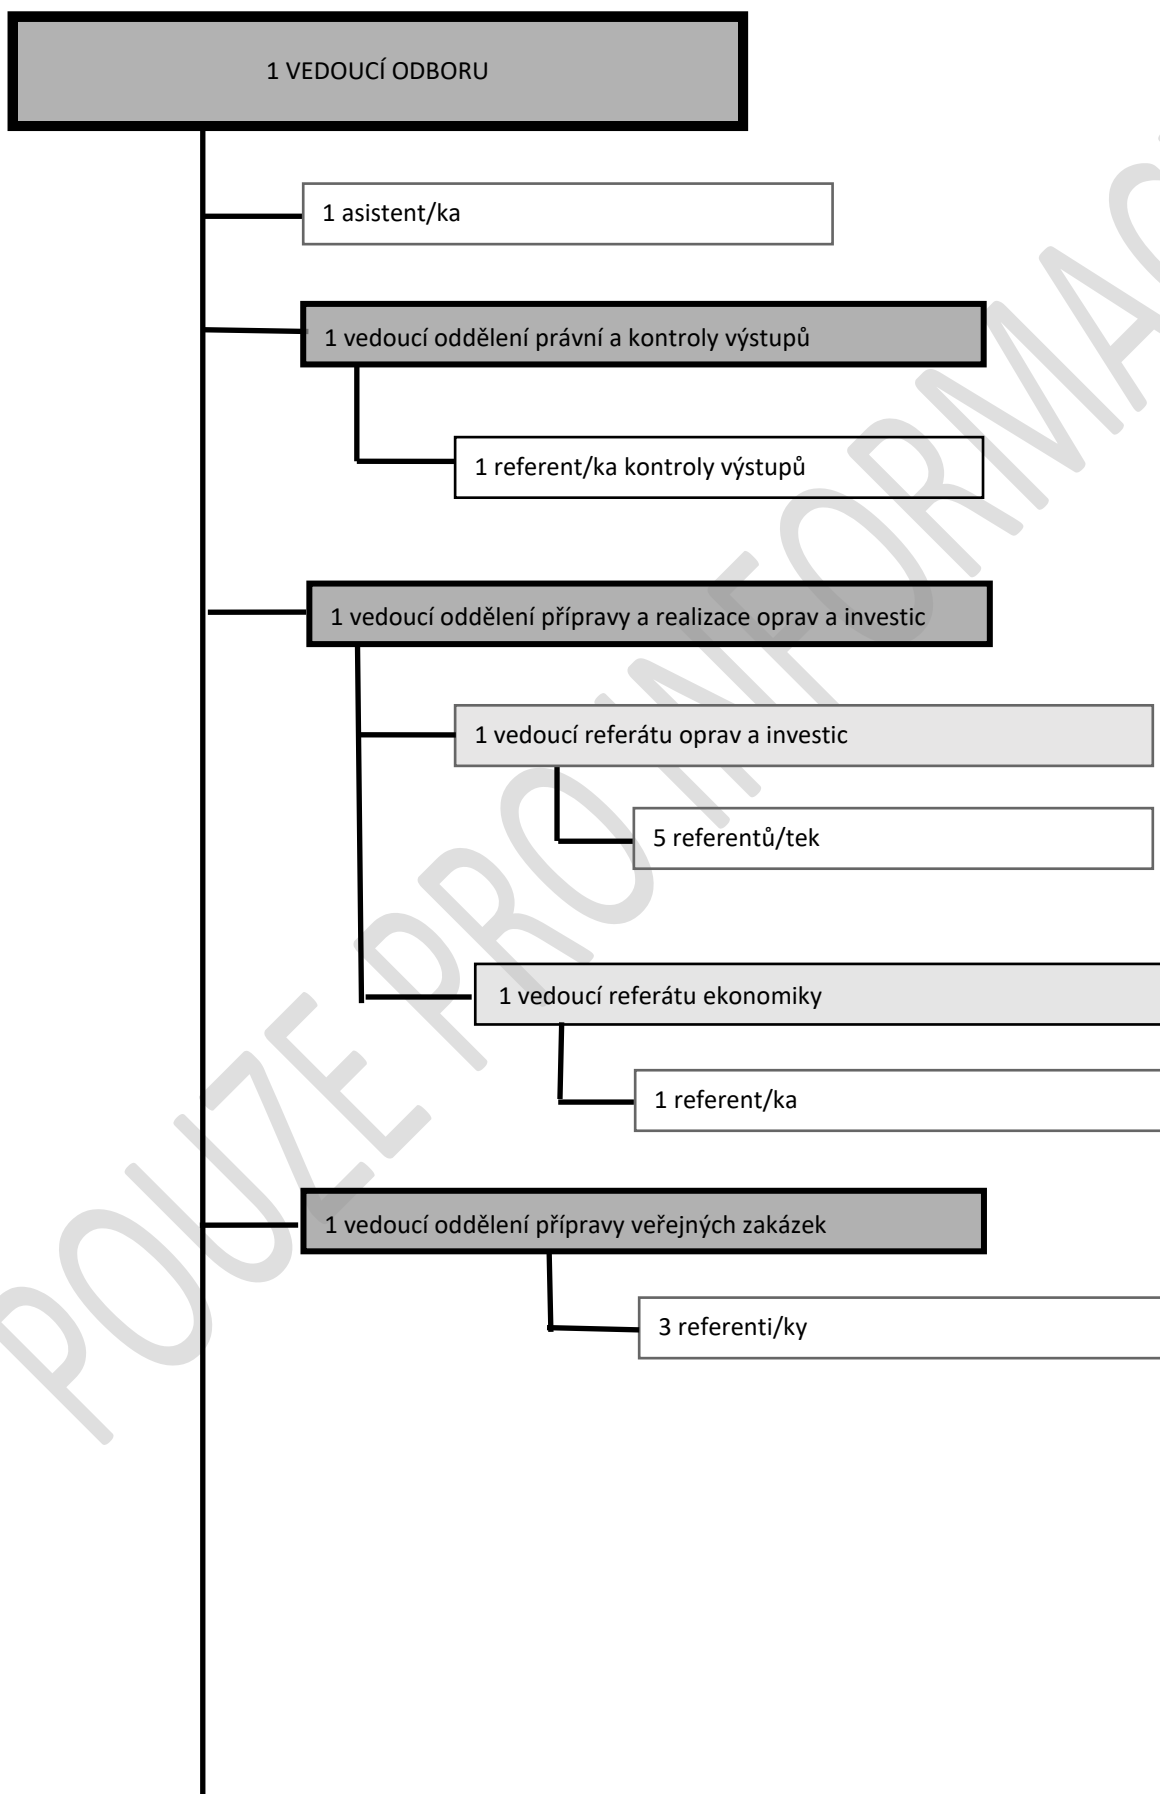 1 VEDOUCÍ ODBORU
1 asistent/ka
1 vedoucí oddělení právní a kontroly výstupů
1 referent/ka kontroly výstupů
1 vedoucí oddělení přípravy a realizace oprav a investic
1 vedoucí referátu oprav a investic
5 referentů/tek
1 vedoucí referátu ekonomiky
1 referent/ka
1 vedoucí oddělení přípravy veřejných zakázek
3 referenti/ky
POUZE PRO INFORMAC